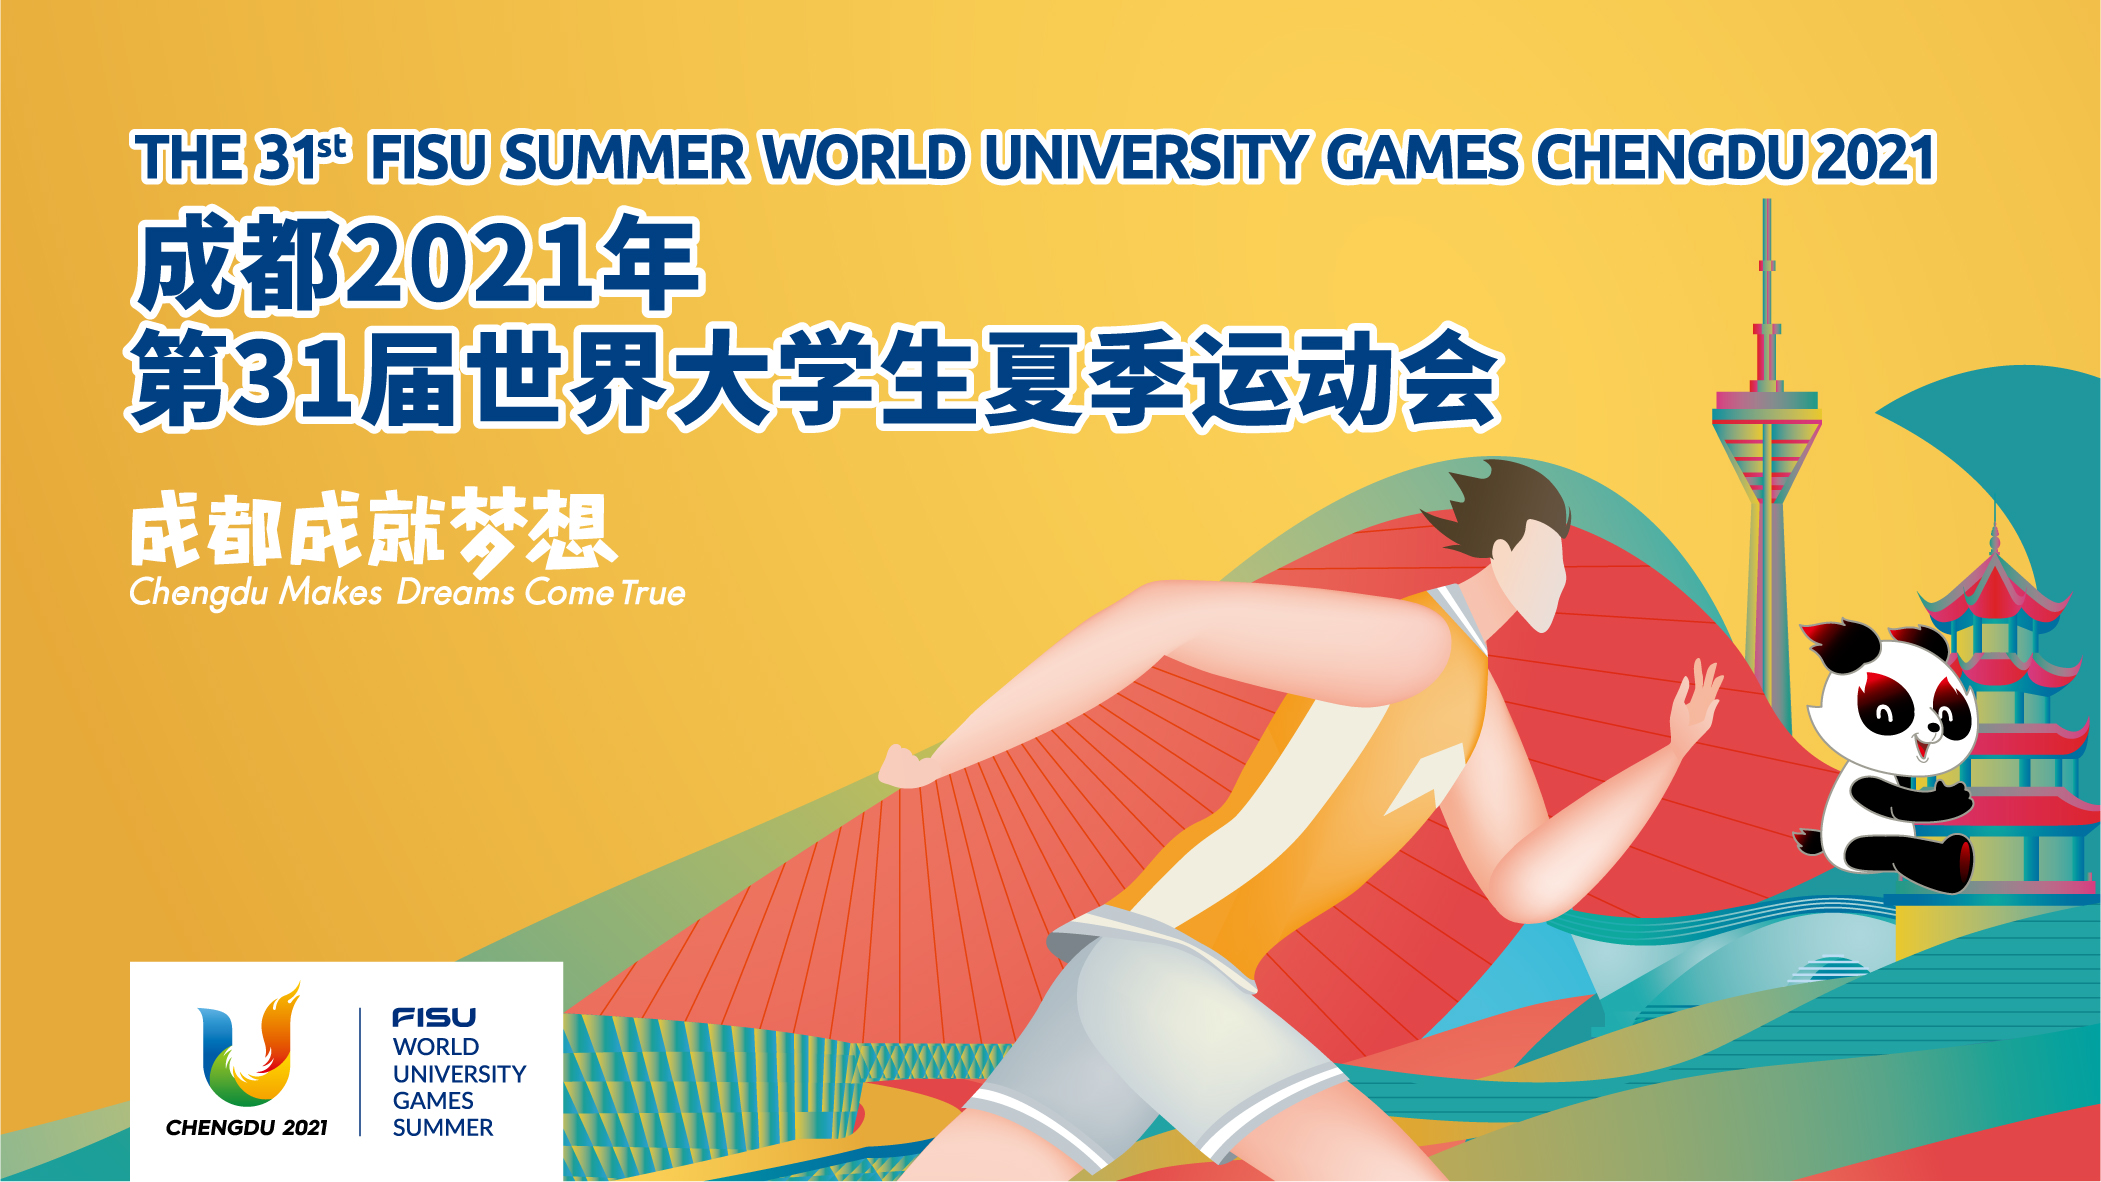 THE 31st FISU SUMMER WORLD UNIVERSITY GAMES CHENGDU 2021
成都2021年
第31届世界大学生夏季运动会
成都成就梦想
Chengdu Makes Dreams Come True
CHENGDU 2021
FISU
WORLD
UNIVERSITY
GAMES
SUMMER